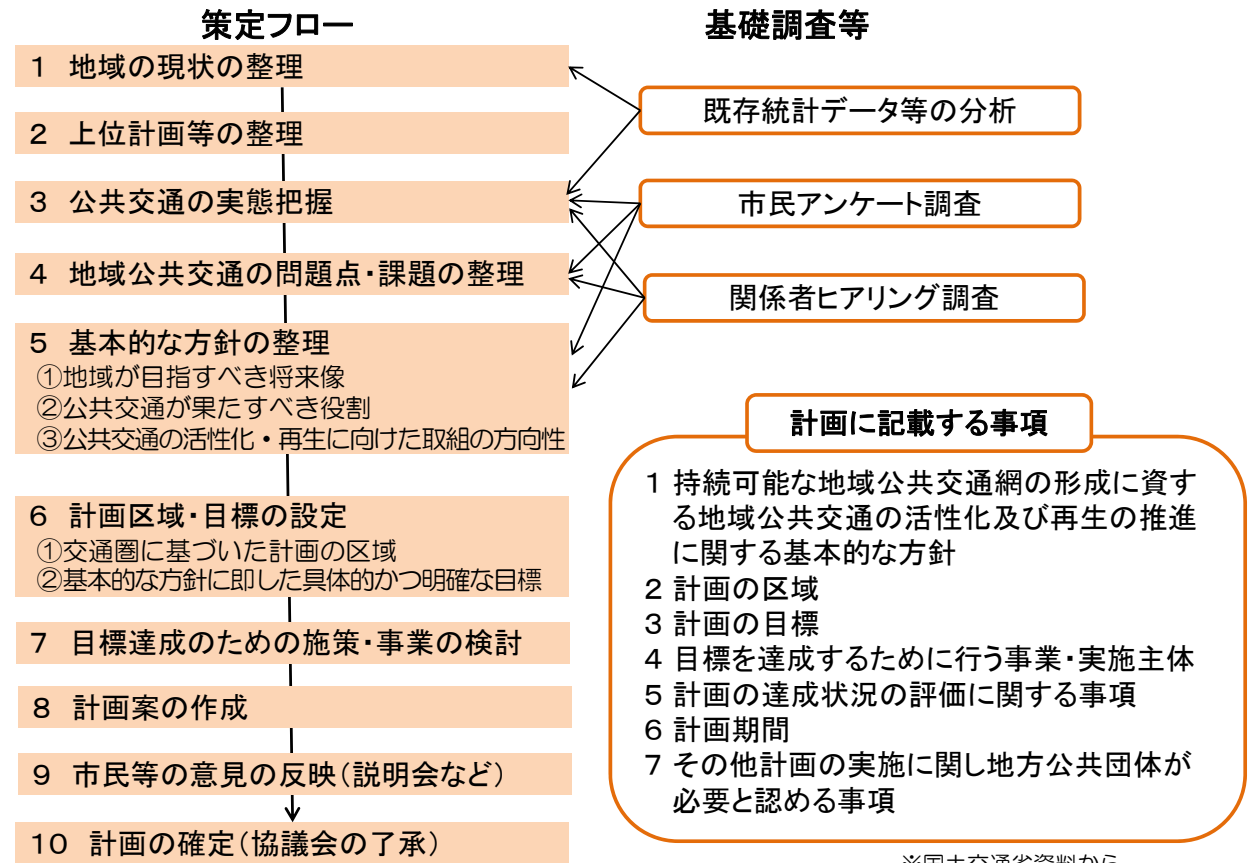 策定フロー
1 地域の現状の整理
2 上位計画等の整理
3 公共交通の実態把握
4 地域公共交通の問題点・課題の整理
5 基本的な方針の整理
①地域が目指すべき将来像
②公共交通が果たすべき役割
③公共交通の活性化・再生に向けた取組の方向性
6 計画区域・目標の設定
①交通圏に基づいた計画の区域
②基本的な方針に即した具体的かつ明確な目標
7 目標達成のための施策・事業の検討
8 計画案の作成
9 市民等の意見の反映(説明会など)
10 計画の確定(協議会の了承)
基礎調査等
既存統計データ等の分析
市民アンケート調査
関係者ヒアリング調査
計画に記載する事項
1 持続可能な地域公共交通網の形成に資す
る地域公共交通の活性化及び再生の推進
に関する基本的な方針
2 計画の区域
3 計画の目標
4 目標を達成するために行う事業・実施主体
5 計画の達成状況の評価に関する事項
6 計画期間
7 その他計画の実施に関し地方公共団体が
必要と認める事項
※国土交通省資料から